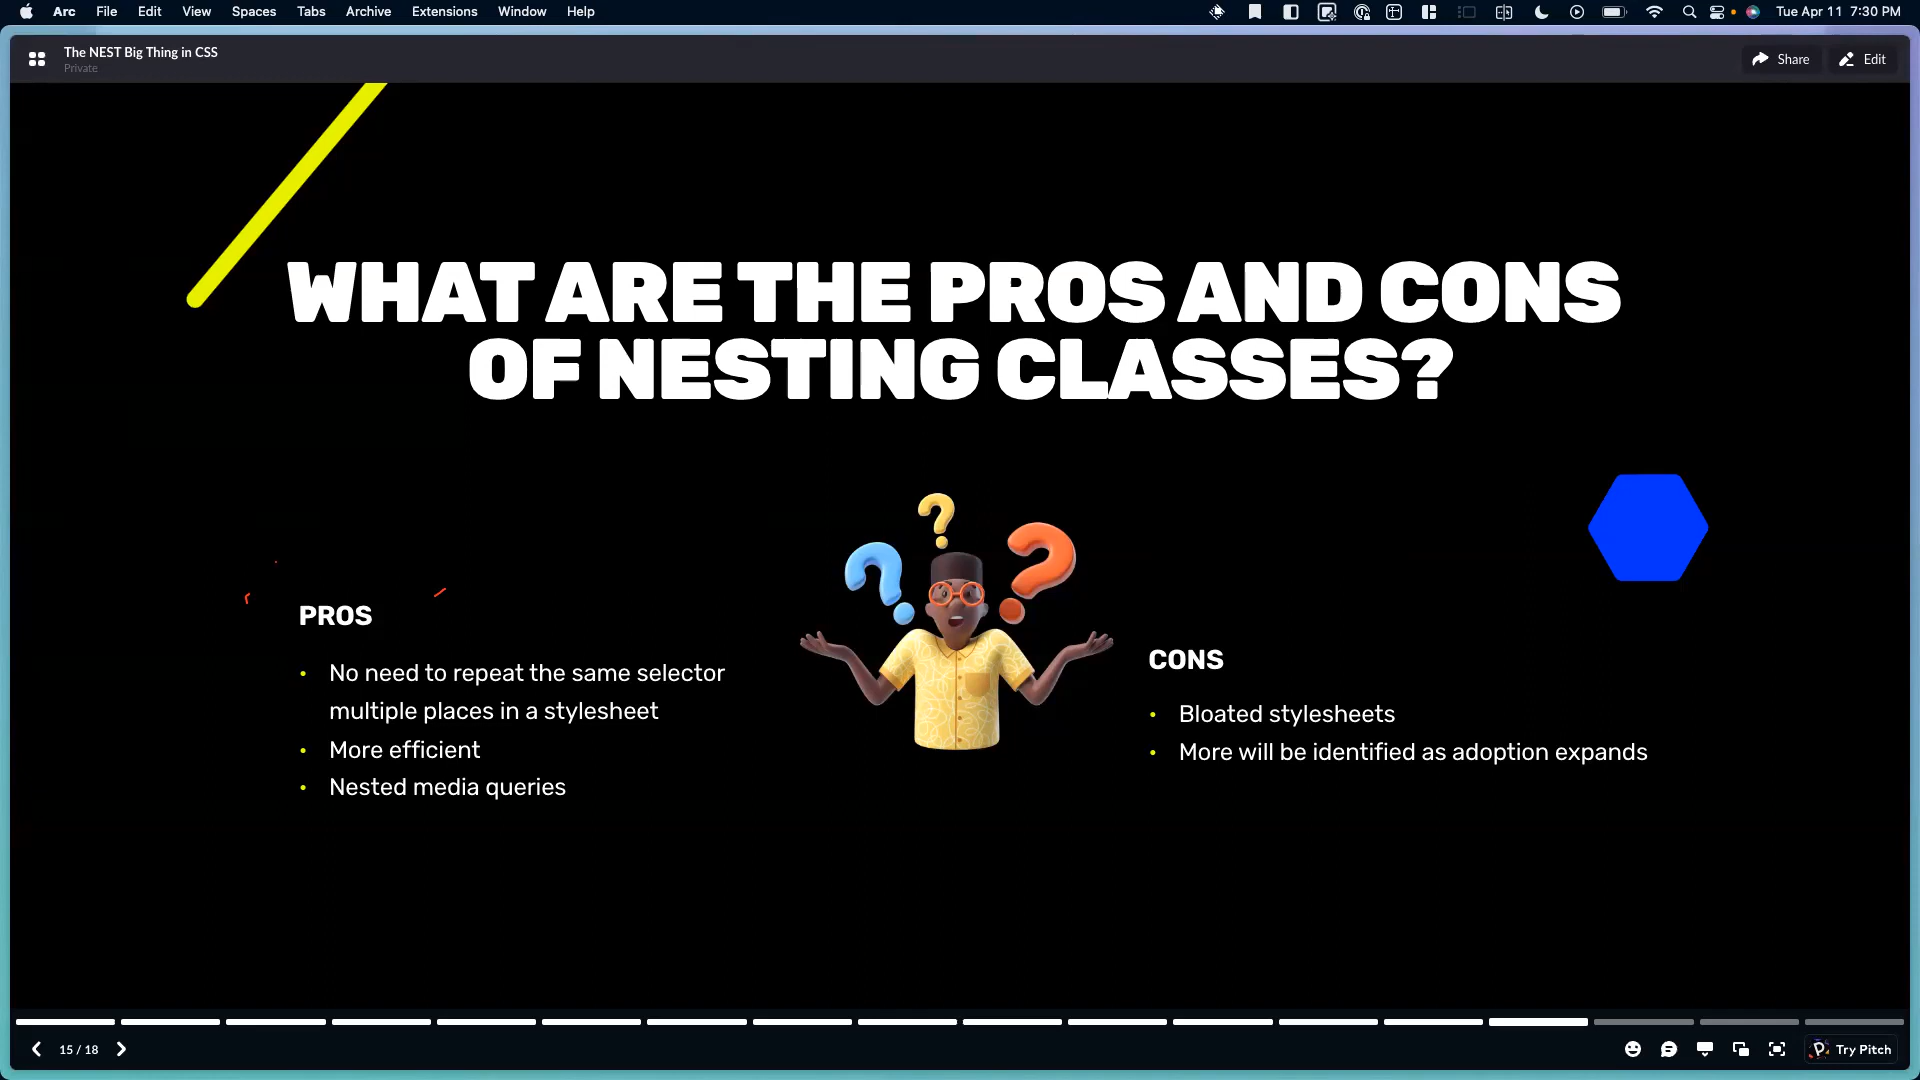 Arc File Edit View Spaces Tabs Archive Extensions Window Help Tue Apr 11 7:30 PM
The NEST Big Thing in CSS
Private
Share Edit
WHAT ARE THE PROS AND CONS
OF NESTING CLASSES?
PROS
• No need to repeat the same selector
multiple places in a stylesheet
• More efficient
• Nested media queries
CONS
• Bloated stylesheets
• More will be identified as adoption expands
15 / 18
Try Pitch